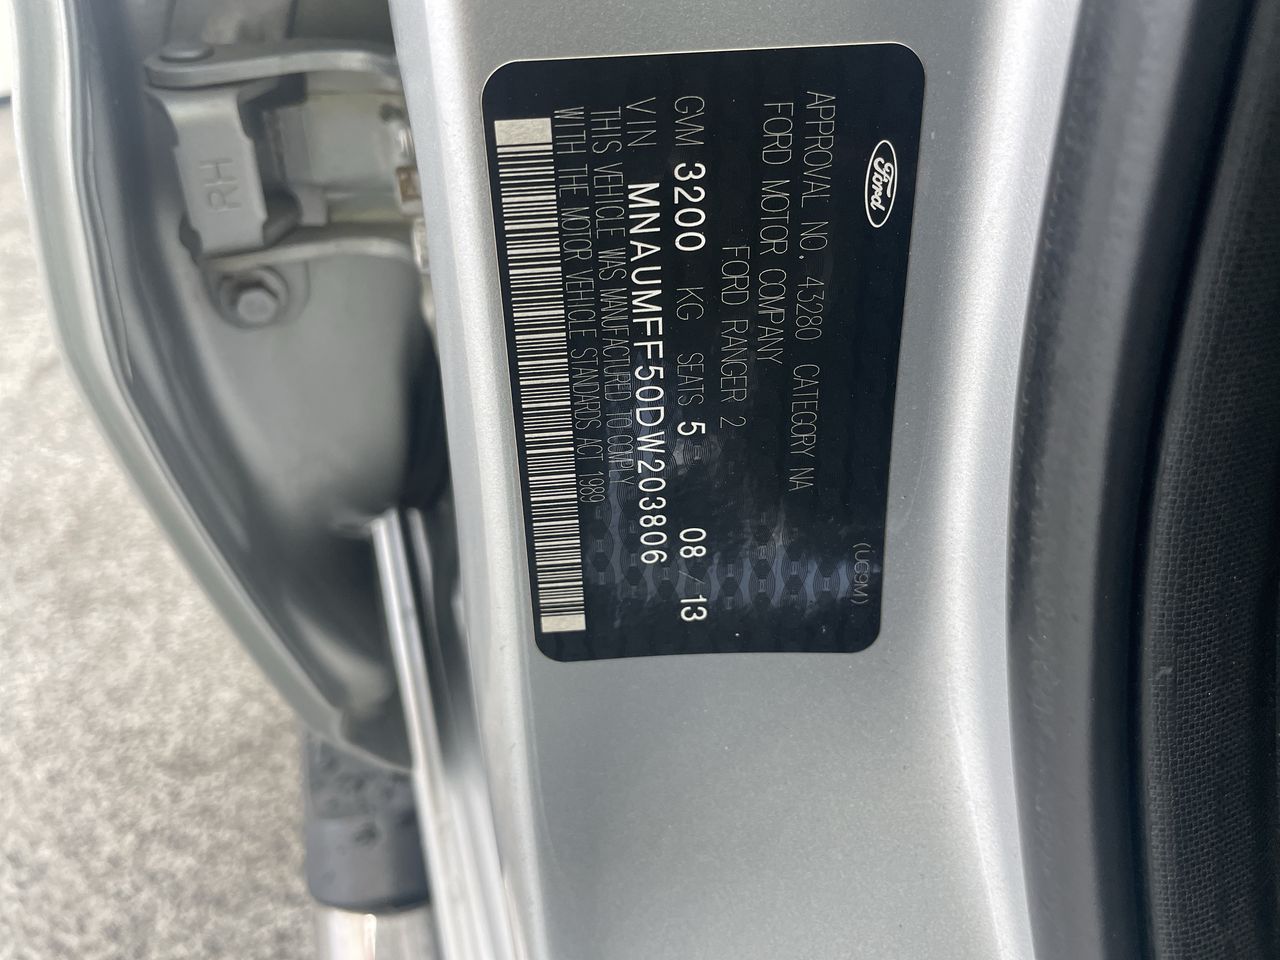 Ford
(UC9M)
APPROVAL NO. 43280 CATEGORY NA
FORD MOTOR COMPANY
FORD RANGER 2
GVM 3200 KG SEATS 5 08/13
VIN MNAUMFF50DW203806
THIS VEHICLE WAS MANUFACTURED TO COMPLY
WITH THE MOTOR VEHICLE STANDARDS ACT 1989
RH